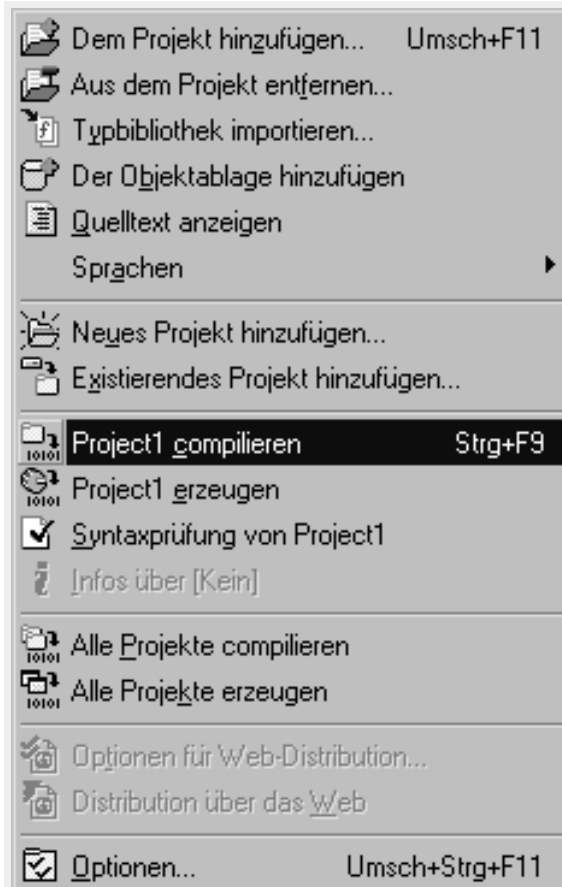 Dem Projekt hinzufügen... Umsch+F11
Aus dem Projekt entfernen...
Typbibliothek importieren...
Der Objektablage hinzufügen
Quelltext anzeigen
Sprachen
Neues Projekt hinzufügen...
Existierendes Projekt hinzufügen...
Project1 compilieren Strg+F9
Project1 erzeugen
Syntaxprüfung von Project1
Infos über [Kein]
Alle Projekte compilieren
Alle Projekte erzeugen
Optionen für Web-Distribution...
Distribution über das Web
Optionen... Umsch+Strg+F11